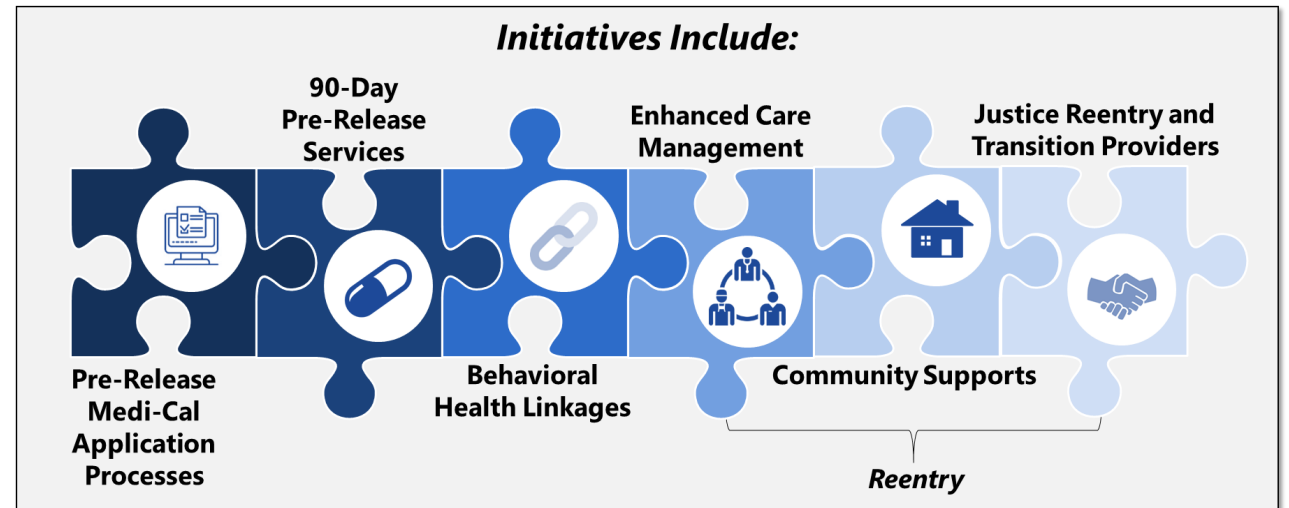 Initiatives Include:
90-Day
Pre-Release
Services
Enhanced Care
Management
Justice Reentry and
Transition Providers
Pre-Release
Medi-Cal
Application
Processes
Behavioral
Health Linkages
Community Supports
Reentry